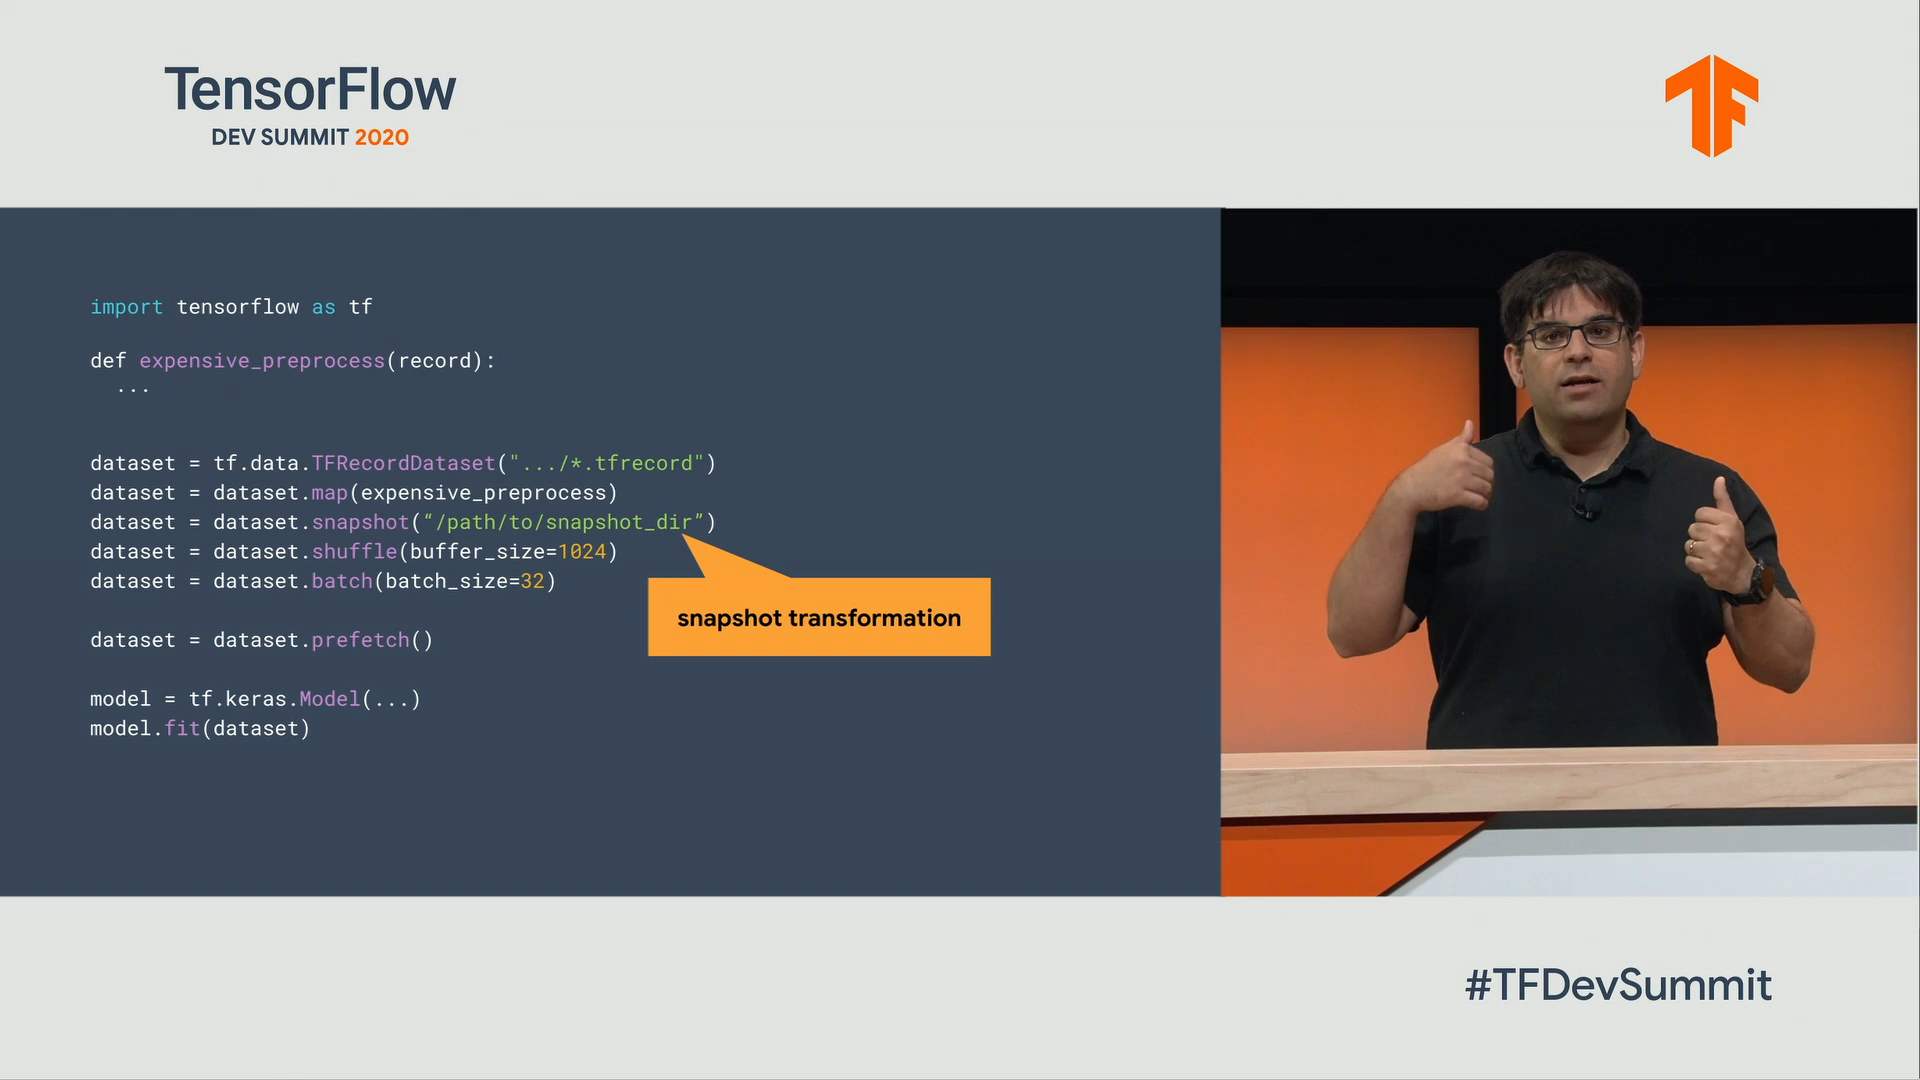 TensorFlow
DEV SUMMIT 2020
import tensorflow as tf
def expensive_preprocess(record):
...
dataset = tf.data.TFRecordDataset(".../*.tfrecord")
dataset = dataset.map(expensive_preprocess)
dataset = dataset.snapshot(“/path/to/snapshot_dir”)
dataset = dataset.shuffle(buffer_size=1024)
dataset = dataset.batch(batch_size=32)
snapshot transformation
dataset = dataset.prefetch()
model = tf.keras.Model(...)
model.fit(dataset)
#TFDevSummit